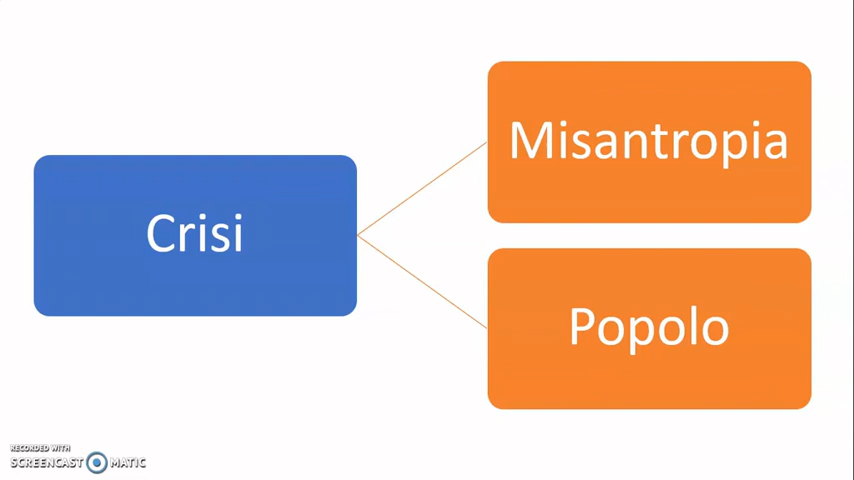 Misantropia
Crisi
Popolo
RECORDED WITH
SCREENCAST MATIC